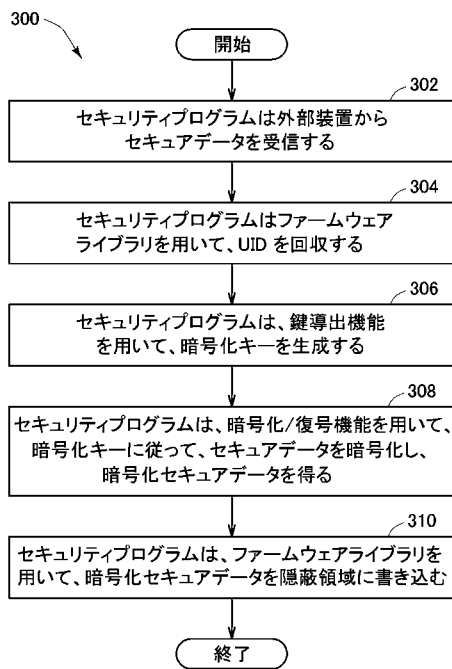 300
開始
302
セキュリティプログラムは外部装置から
セキュアデータを受信する
304
セキュリティプログラムはファームウェア
ライブラリを用いて、UID を回収する
306
セキュリティプログラムは、鍵導出機能
を用いて、暗号化キーを生成する
308
セキュリティプログラムは、暗号化/復号機能を用いて、
暗号化キーに従って、セキュアデータを暗号化し、
暗号化セキュアデータを得る
310
セキュリティプログラムは、ファームウェアライブラリを
用いて、暗号化セキュアデータを隠蔽領域に書き込む
終了